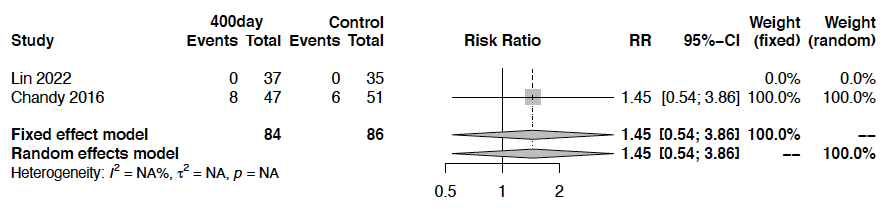 400day Control Weight Weight
Study Events Total Events Total Risk Ratio RR 95%−CI (fixed) (random)
Lin 2022 0 37 0 35 0.0% 0.0%
Chandy 2016 8 47 6 51 1.45 [0.54; 3.86] 100.0% 100.0%
Fixed effect model 84 86 1.45 [0.54; 3.86] 100.0% −−
Random effects model 1.45 [0.54; 3.86] −− 100.0%
Heterogeneity: I² = NA%, τ² = NA, p = NA
0.5 1 2